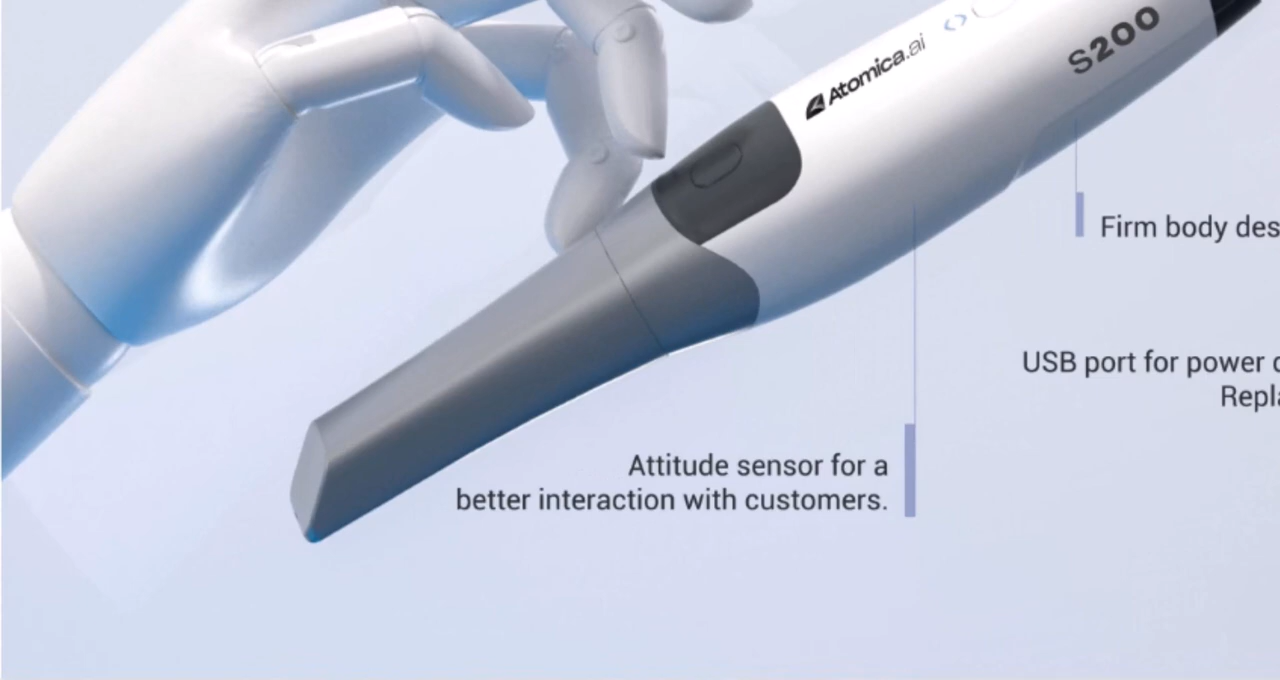 Atomica.ai
S200
Firm body des
USB port for power
Repla
Attitude sensor for a
better interaction with customers.